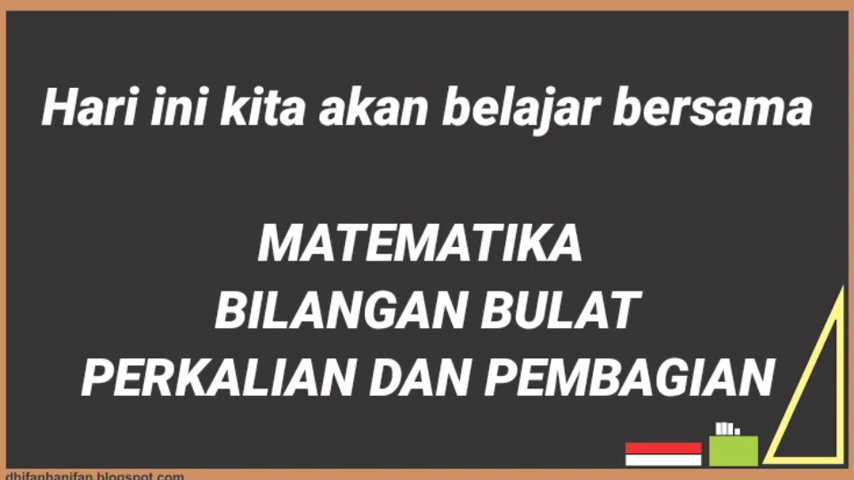 Hari ini kita akan belajar bersama
MATEMATIKA
BILANGAN BULAT
PERKALIAN DAN PEMBAGIAN
dhifanhanifan.blogspot.com